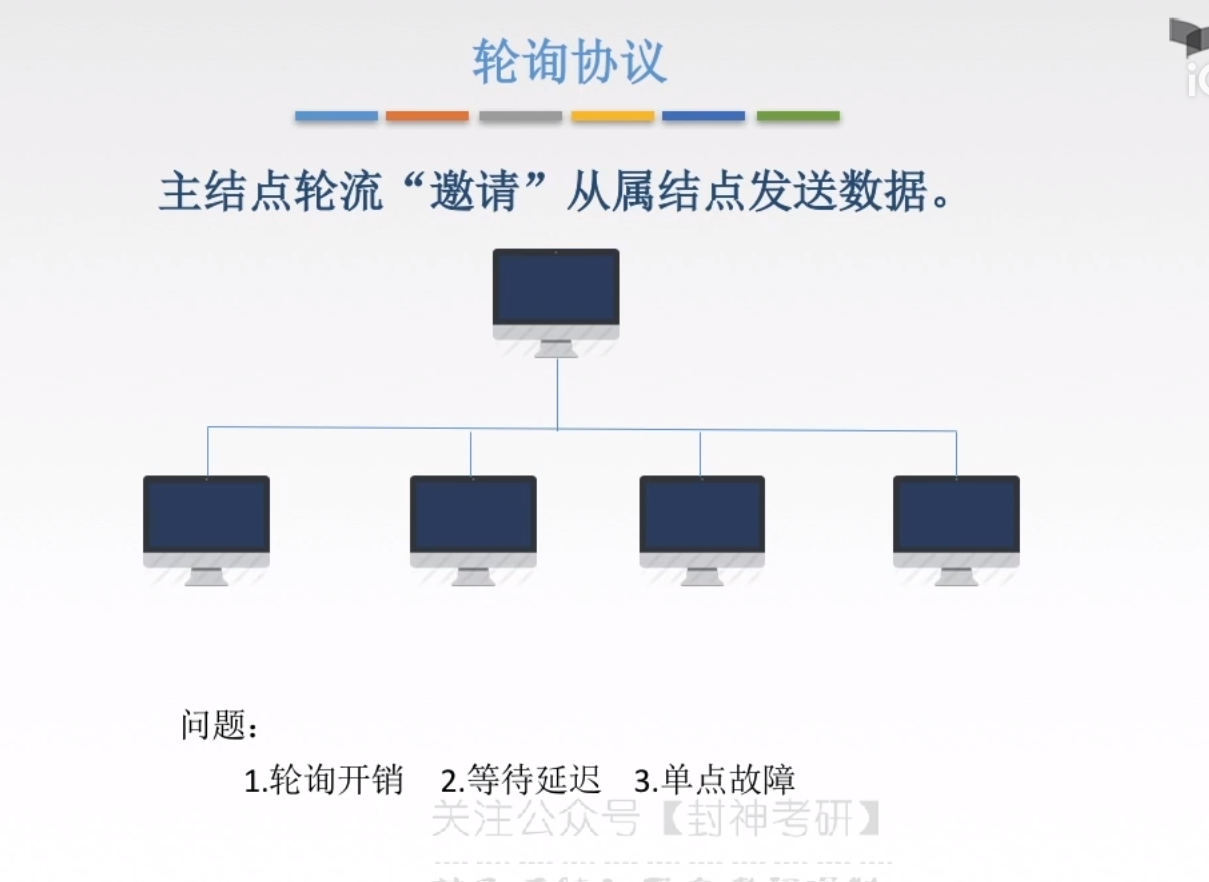 轮询协议
主结点轮流“邀请”从属结点发送数据。
问题：
1.轮询开销 2.等待延迟 3.单点故障
关注公众号【封神考研】